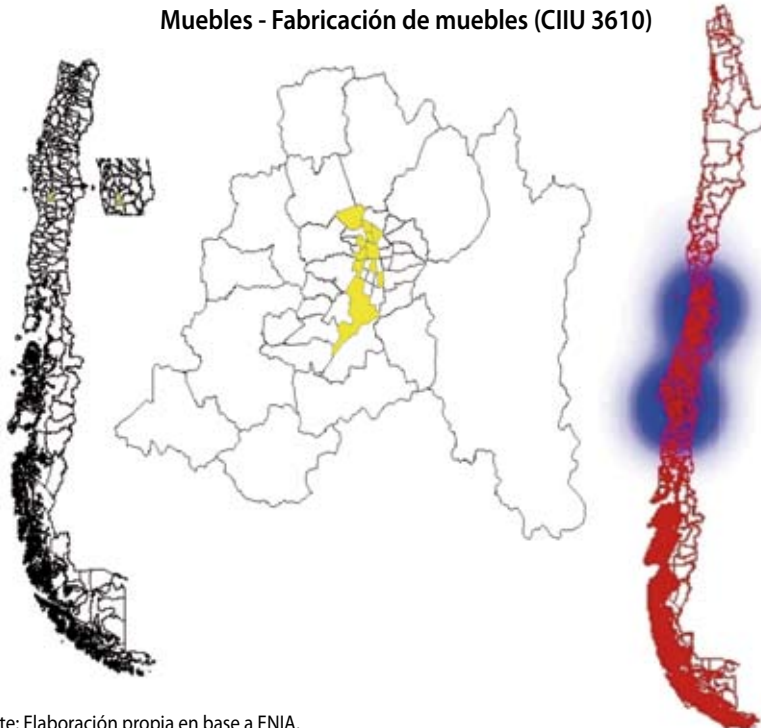 Muebles - Fabricación de muebles (CIIU 3610)
te: Elaboración propia en base a ENIA.